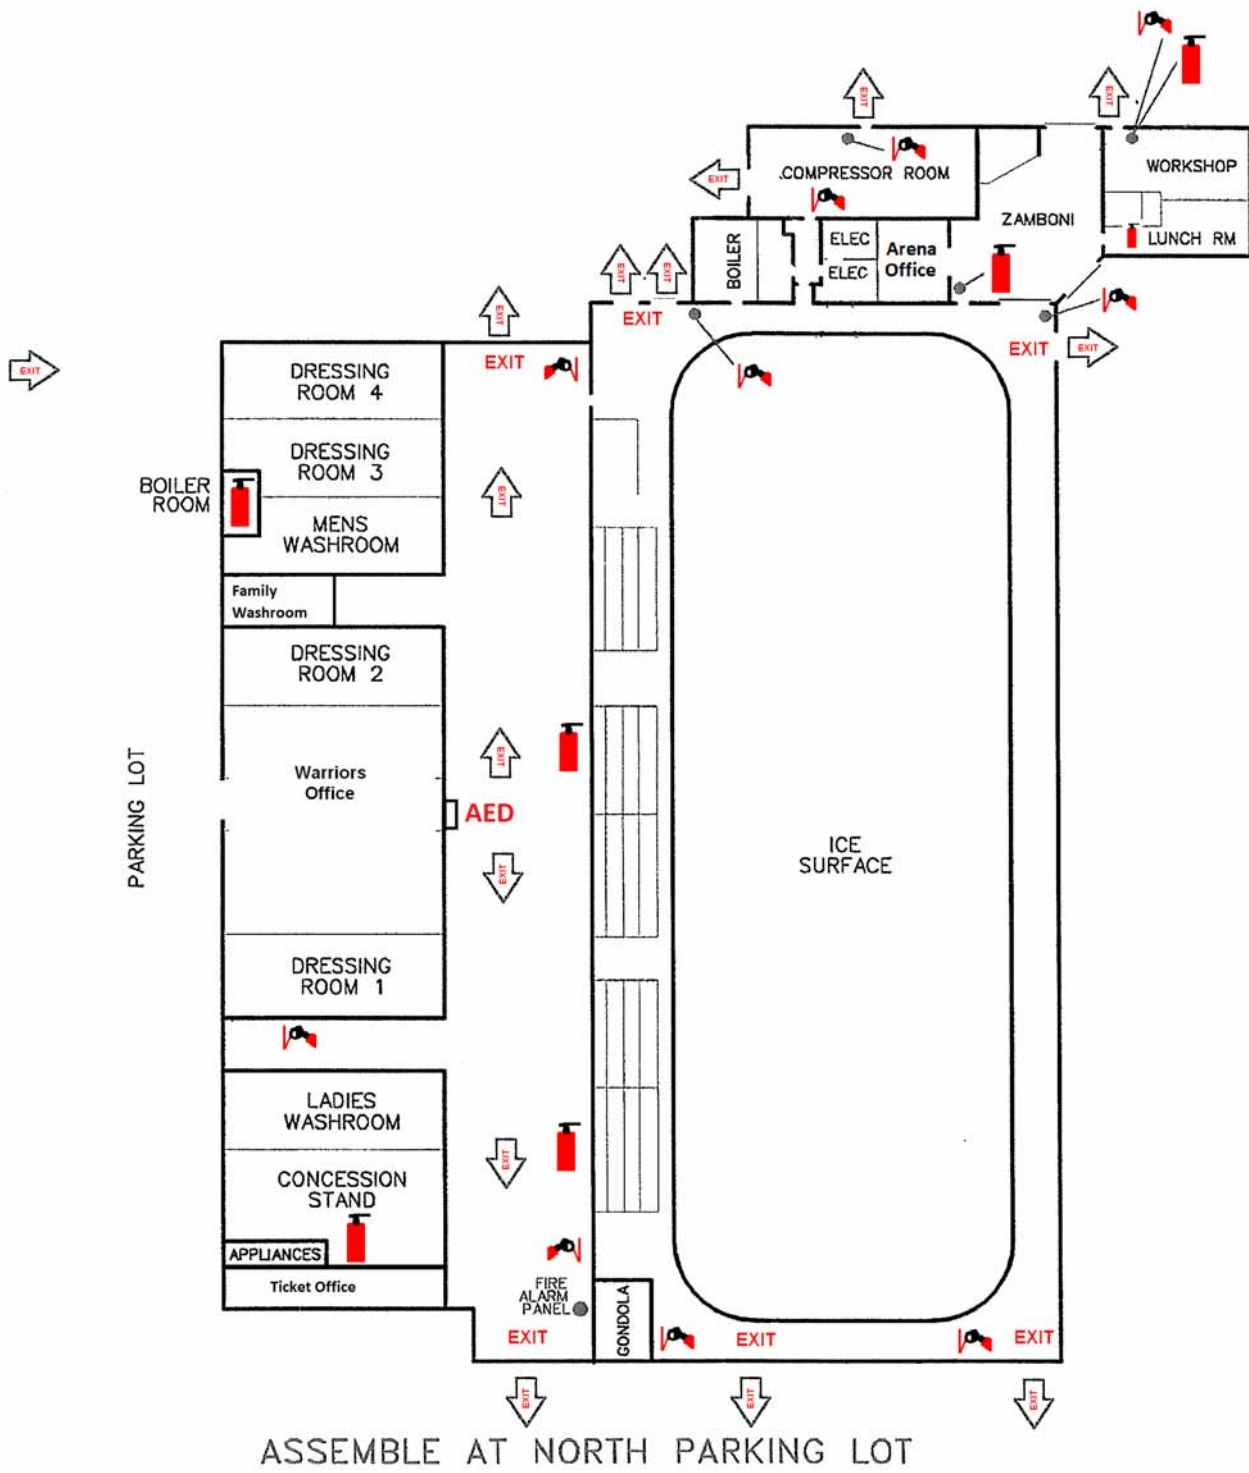 EXIT
EXIT
WORKSHOP
COMPRESSOR ROOM
EXIT
ZAMBONI
LUNCH RM
BOILER
ELEC
ELEC
Arena
Office
EXIT
EXIT
EXIT
EXIT
EXIT
EXIT
EXIT
EXIT
EXIT
DRESSING
ROOM 4
DRESSING
ROOM 3
BOILER
ROOM
EXIT
MENS
WASHROOM
Family
Washroom
DRESSING
ROOM 2
EXIT
PARKING LOT
Warriors
Office
AED
ICE
SURFACE
EXIT
DRESSING
ROOM 1
LADIES
WASHROOM
EXIT
CONCESSION
STAND
APPLIANCES
Ticket Office
FIRE
ALARM
PANEL
GONDOLA
EXIT
EXIT
EXIT
EXIT
EXIT
EXIT
ASSEMBLE AT NORTH PARKING LOT